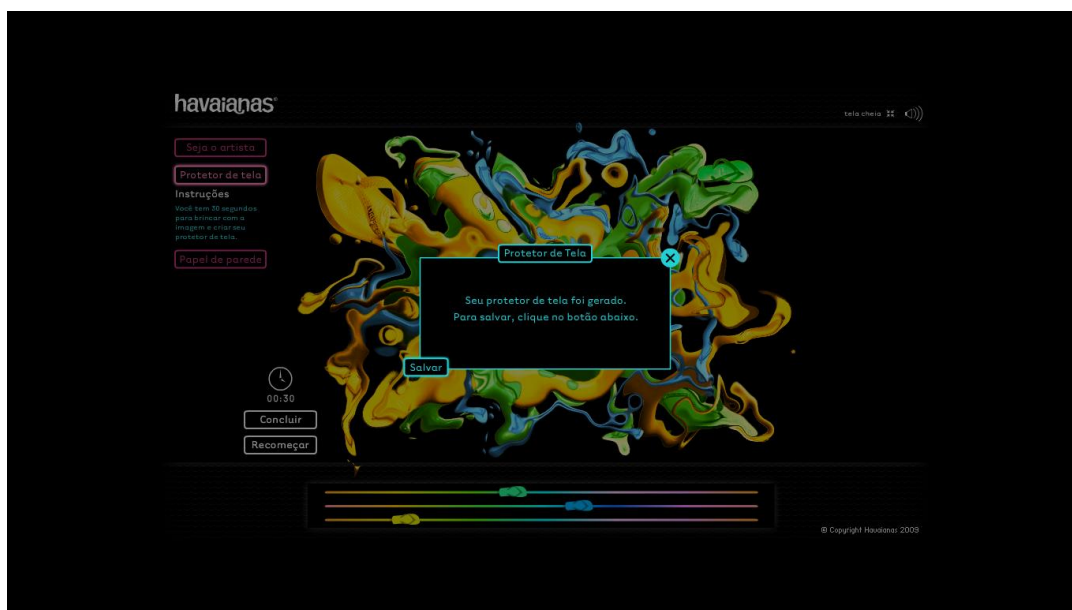 havaianas®
tela cheia
Seja o artista
Protetor de tela
Instruções
Você tem 30 segundos
para brincar com a
imagem e criar seu
protetor de tela.
Papel de parede
Protetor de Tela
Seu protetor de tela foi gerado.
Para salvar, clique no botão abaixo.
Salvar
00:30
Concluir
Recomeçar
© Copyright Havaianas 2009